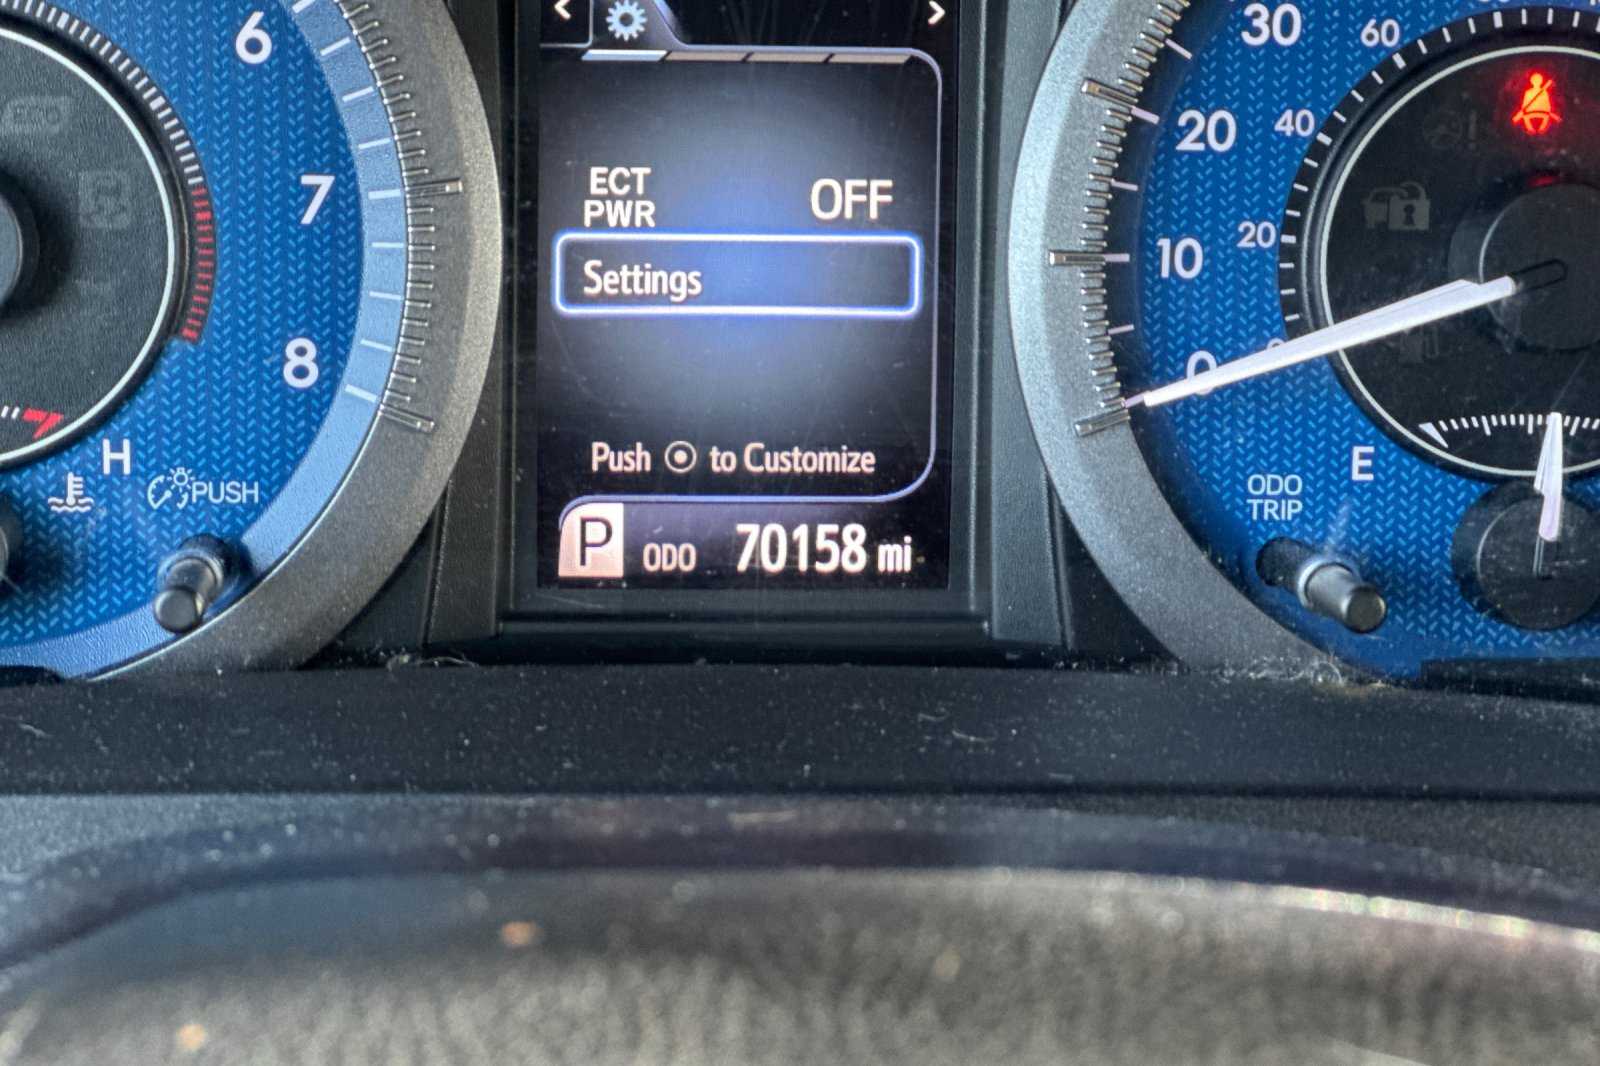 6
7
8
H
PUSH
ECT
PWR
OFF
Settings
Push to Customize
P
ODO 70158 mi
30
20
10
0
60
40
20
ODO
TRIP
E